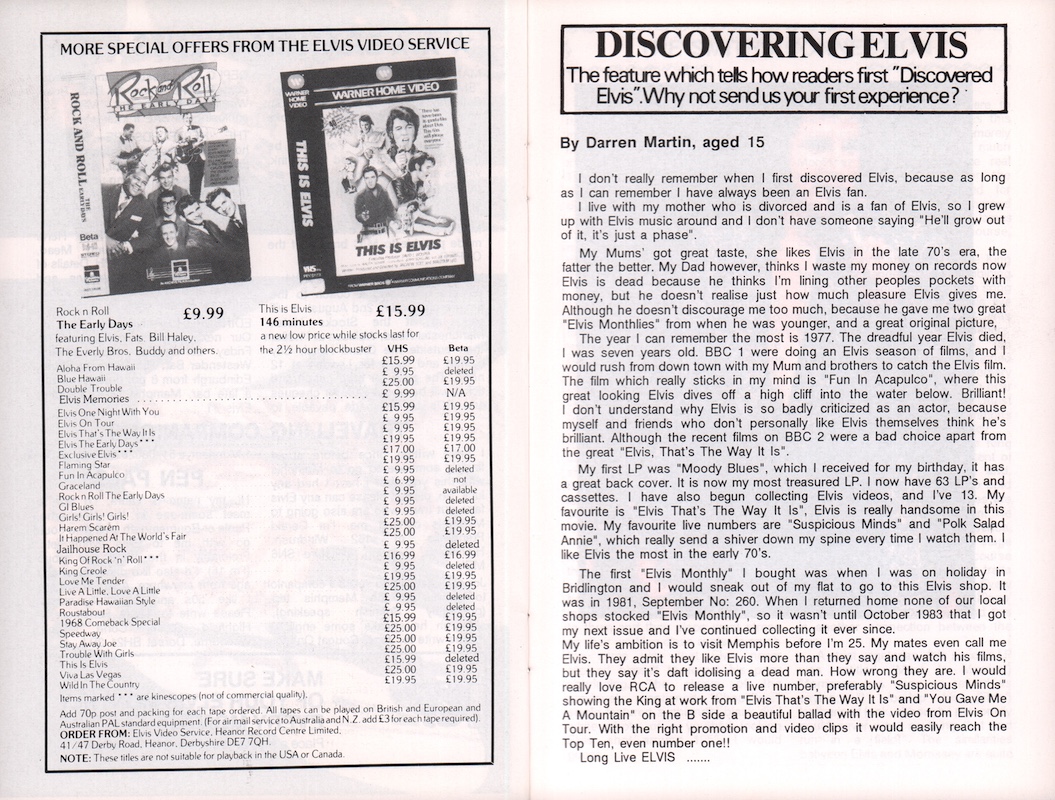 MORE SPECIAL OFFERS FROM THE ELVIS VIDEO SERVICE
Rock and Roll
THE EARLY DAYS
ROCK AND ROLL THE EARLY DAYS
Beta
WARNER HOME VIDEO
WARNER HOME VIDEO
THIS IS ELVIS
THIS IS ELVIS
VHS
Rock n Roll £9.99
The Early Days
featuring Elvis, Fats Bill Haley,
The Everly Bros, Buddy and others.
This is Elvis £15.99
146 minutes
a new low price while stocks last for
the 2½ hour blockbuster VHS Beta
Aloha From Hawaii £15.99 £19.95
Blue Hawaii £ 9.95 deleted
Double Trouble £25.00 £19.95
Elvis Memories . . . . . . . . . . . . . . . . . . . . . . . . . . . . . . . . . . £ 9.99 N/A
Elvis One Night With You £15.99 £19.95
Elvis On Tour £ 9.95 £19.95
Elvis That's The Way It Is £ 9.95 £19.95
Elvis The Early Days*** £19.95 £19.95
Exclusive Elvis*** £17.00 £17.00
Flaming Star £19.95 £19.95
Fun In Acapulco £ 9.95 deleted
Graceland £ 6.99 not
Rock n Roll The Early Days £ 9.95 available
GI Blues £ 9.95 deleted
Girls! Girls! Girls! £ 9.95 deleted
Harem Scarem £25.00 £19.95
It Happened At The World's Fair £25.00 £19.95
Jailhouse Rock £ 9.95 deleted
King Of Rock 'n' Roll*** £16.99 £16.99
King Creole £ 9.95 deleted
Love Me Tender £19.95 £19.95
Live A Little, Love A Little £25.00 £19.95
Paradise Hawaiian Style £ 9.95 deleted
Roustabout £ 9.95 deleted
1968 Comeback Special £15.99 £19.95
Speedway £25.00 £19.95
Stay Away Joe £25.00 £19.95
Trouble With Girls £25.00 £19.95
This Is Elvis £15.99 deleted
Viva Las Vegas £25.00 £19.95
Wild In The Country £19.95 £19.95
Items marked *** are kinescopes (not of commercial quality).
Add 70p post and packing for each tape ordered. All tapes can be played on British and European and
Australian PAL standard equipment. (For air mail service to Australia and N.Z. add £3 for each tape required).
ORDER FROM: Elvis Video Service, Heanor Record Centre Limited,
41/47 Derby Road, Heanor, Derbyshire DE7 7QH.
NOTE: These titles are not suitable for playback in the USA or Canada.
DISCOVERING ELVIS
The feature which tells how readers first "Discovered
Elvis".Why not send us your first experience?
By Darren Martin, aged 15
I don't really remember when I first discovered Elvis, because as long
as I can remember I have always been an Elvis fan.
I live with my mother who is divorced and is a fan of Elvis, so I grew
up with Elvis music around and I don't have someone saying "He'll grow out
of it, it's just a phase".
My Mums' got great taste, she likes Elvis in the late 70's era, the
fatter the better. My Dad however, thinks I waste my money on records now
Elvis is dead because he thinks I'm lining other peoples pockets with
money, but he doesn't realise just how much pleasure Elvis gives me.
Although he doesn't discourage me too much, because he gave me two great
"Elvis Monthlies" from when he was younger, and a great original picture,
The year I can remember the most is 1977. The dreadful year Elvis died,
I was seven years old. BBC 1 were doing an Elvis season of films, and I
would rush from down town with my Mum and brothers to catch the Elvis film.
The film which really sticks in my mind is "Fun In Acapulco", where this
great looking Elvis dives off a high cliff into the water below. Brilliant!
I don't understand why Elvis is so badly criticized as an actor, because
myself and friends who don't personally like Elvis themselves think he's
brilliant. Although the recent films on BBC 2 were a bad choice apart from
the great "Elvis, That's The Way It Is".
My first LP was "Moody Blues", which I received for my birthday, it has
a great back cover. It is now my most treasured LP. I now have 63 LP's and
cassettes. I have also begun collecting Elvis videos, and I've 13. My
favourite is "Elvis That's The Way It Is", Elvis is really handsome in this
movie. My favourite live numbers are "Suspicious Minds" and "Polk Salad
Annie", which really send a shiver down my spine every time I watch them. I
like Elvis the most in the early 70's.
The first "Elvis Monthly" I bought was when I was on holiday in
Bridlington and I would sneak out of my flat to go to this Elvis shop. It
was in 1981, September No: 260. When I returned home none of our local
shops stocked "Elvis Monthly", so it wasn't until October 1983 that I got
my next issue and I've continued collecting it ever since.
My life's ambition is to visit Memphis before I'm 25. My mates even call me
Elvis. They admit they like Elvis more than they say and watch his films,
but they say it's daft idolising a dead man. How wrong they are. I would
really love RCA to release a live number, preferably "Suspicious Minds"
showing the King at work from "Elvis That's The Way It Is" and "You Gave Me
A Mountain" on the B side a beautiful ballad with the video from Elvis On
Tour. With the right promotion and video clips it would easily reach the
Top Ten, even number one!!
Long Live ELVIS .......